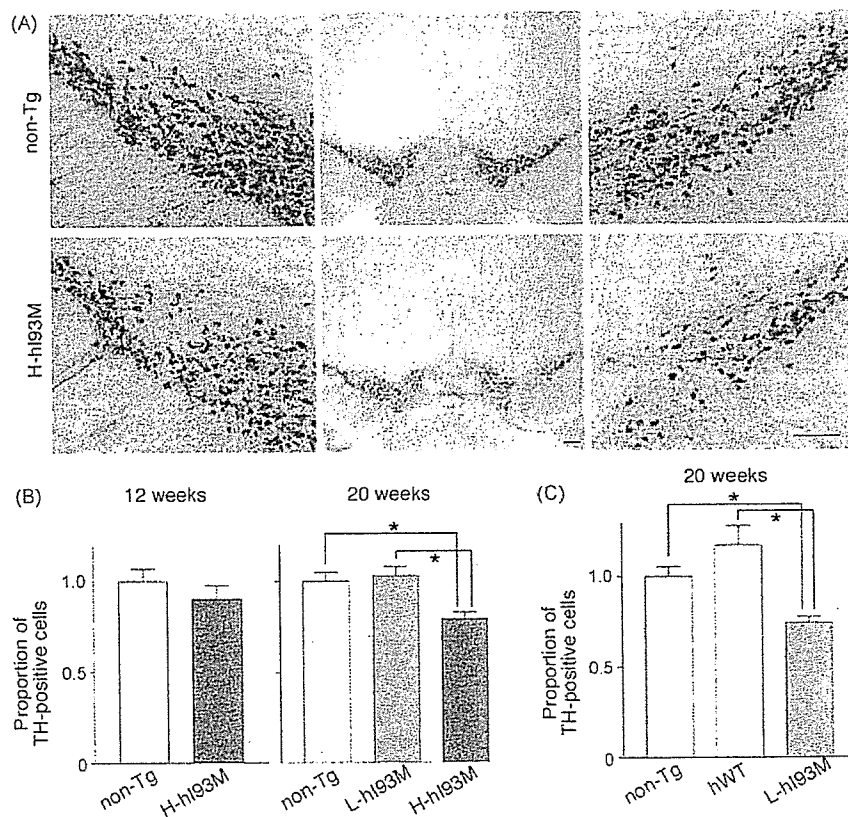 (A)
non-Tg
H-hI93M
(B)
12 weeks
20 weeks
*
*
Proportion of
TH-positive cells
1.0
0.5
0
non-Tg
H-hI93M
non-Tg
L-hI93M
H-hI93M
(C)
20 weeks
*
*
Proportion of
TH-positive cells
1.0
0.5
0
non-Tg
hWT
L-hI93M